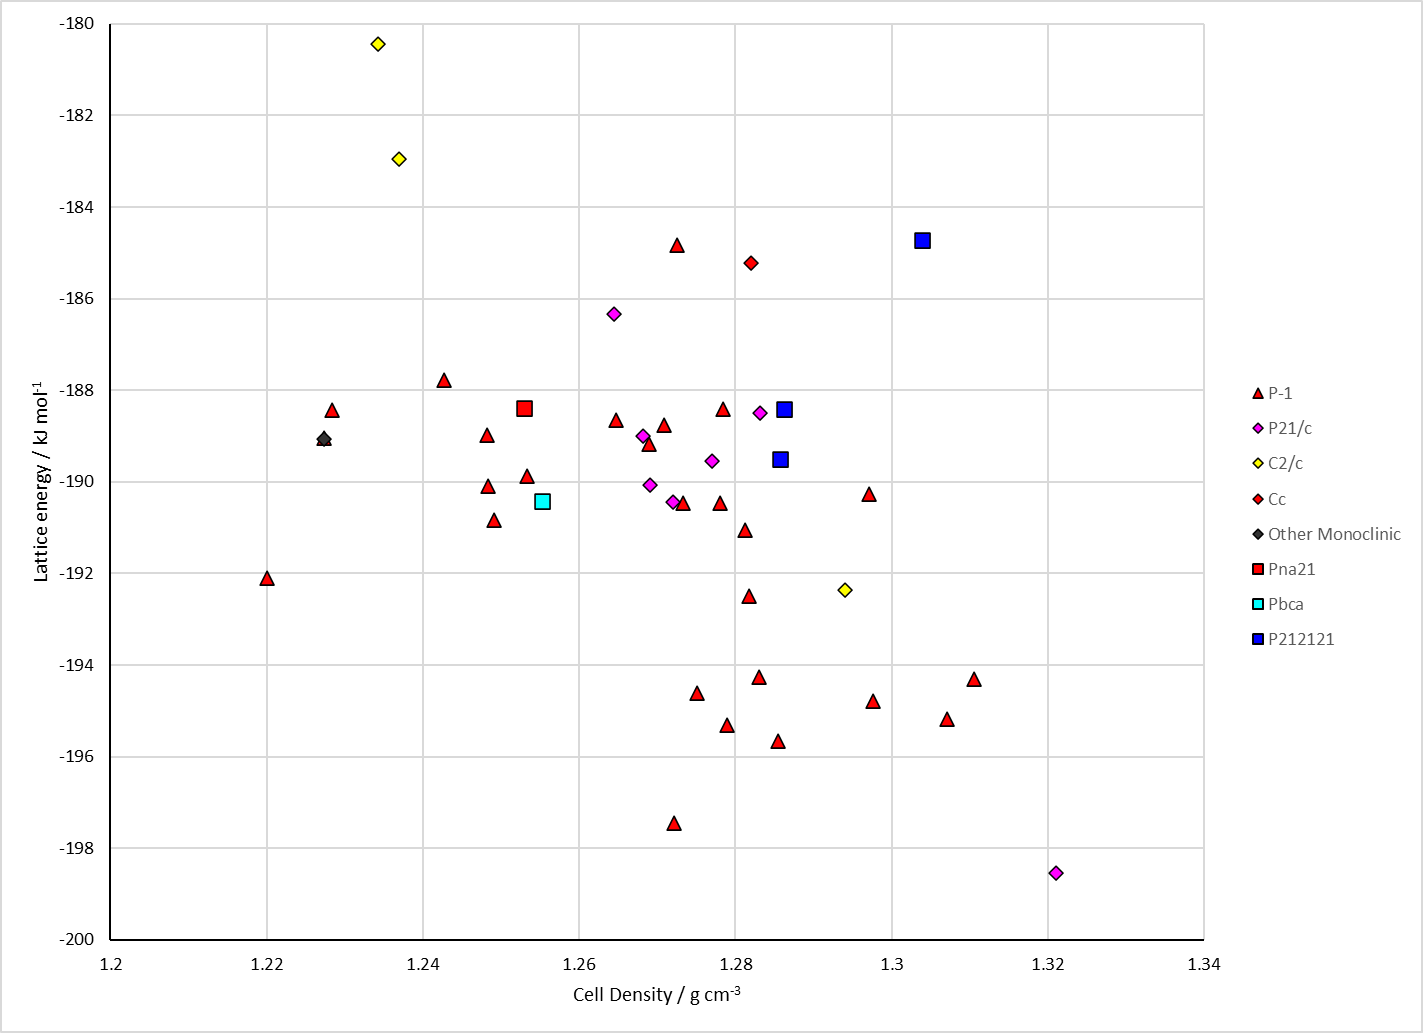 -180
-182
-184
-186
-188
-190
-192
-194
-196
-198
-200
Lattice energy / kJ mol-1
1.2 1.22 1.24 1.26 1.28 1.3 1.32 1.34
Cell Density / g cm-3
P-1
P21/c
C2/c
Cc
Other Monoclinic
Pna21
Pbca
P212121